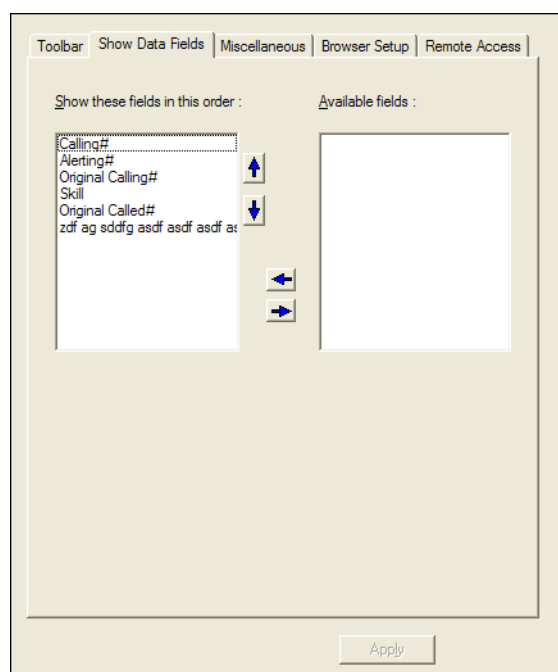 Toolbar Show Data Fields Miscellaneous Browser Setup Remote Access
Show these fields in this order : Available fields :
Calling#
Alerting#
Original Calling#
Skill
Original Called#
zdf ag sddfg asdf asdf asdf as
Apply